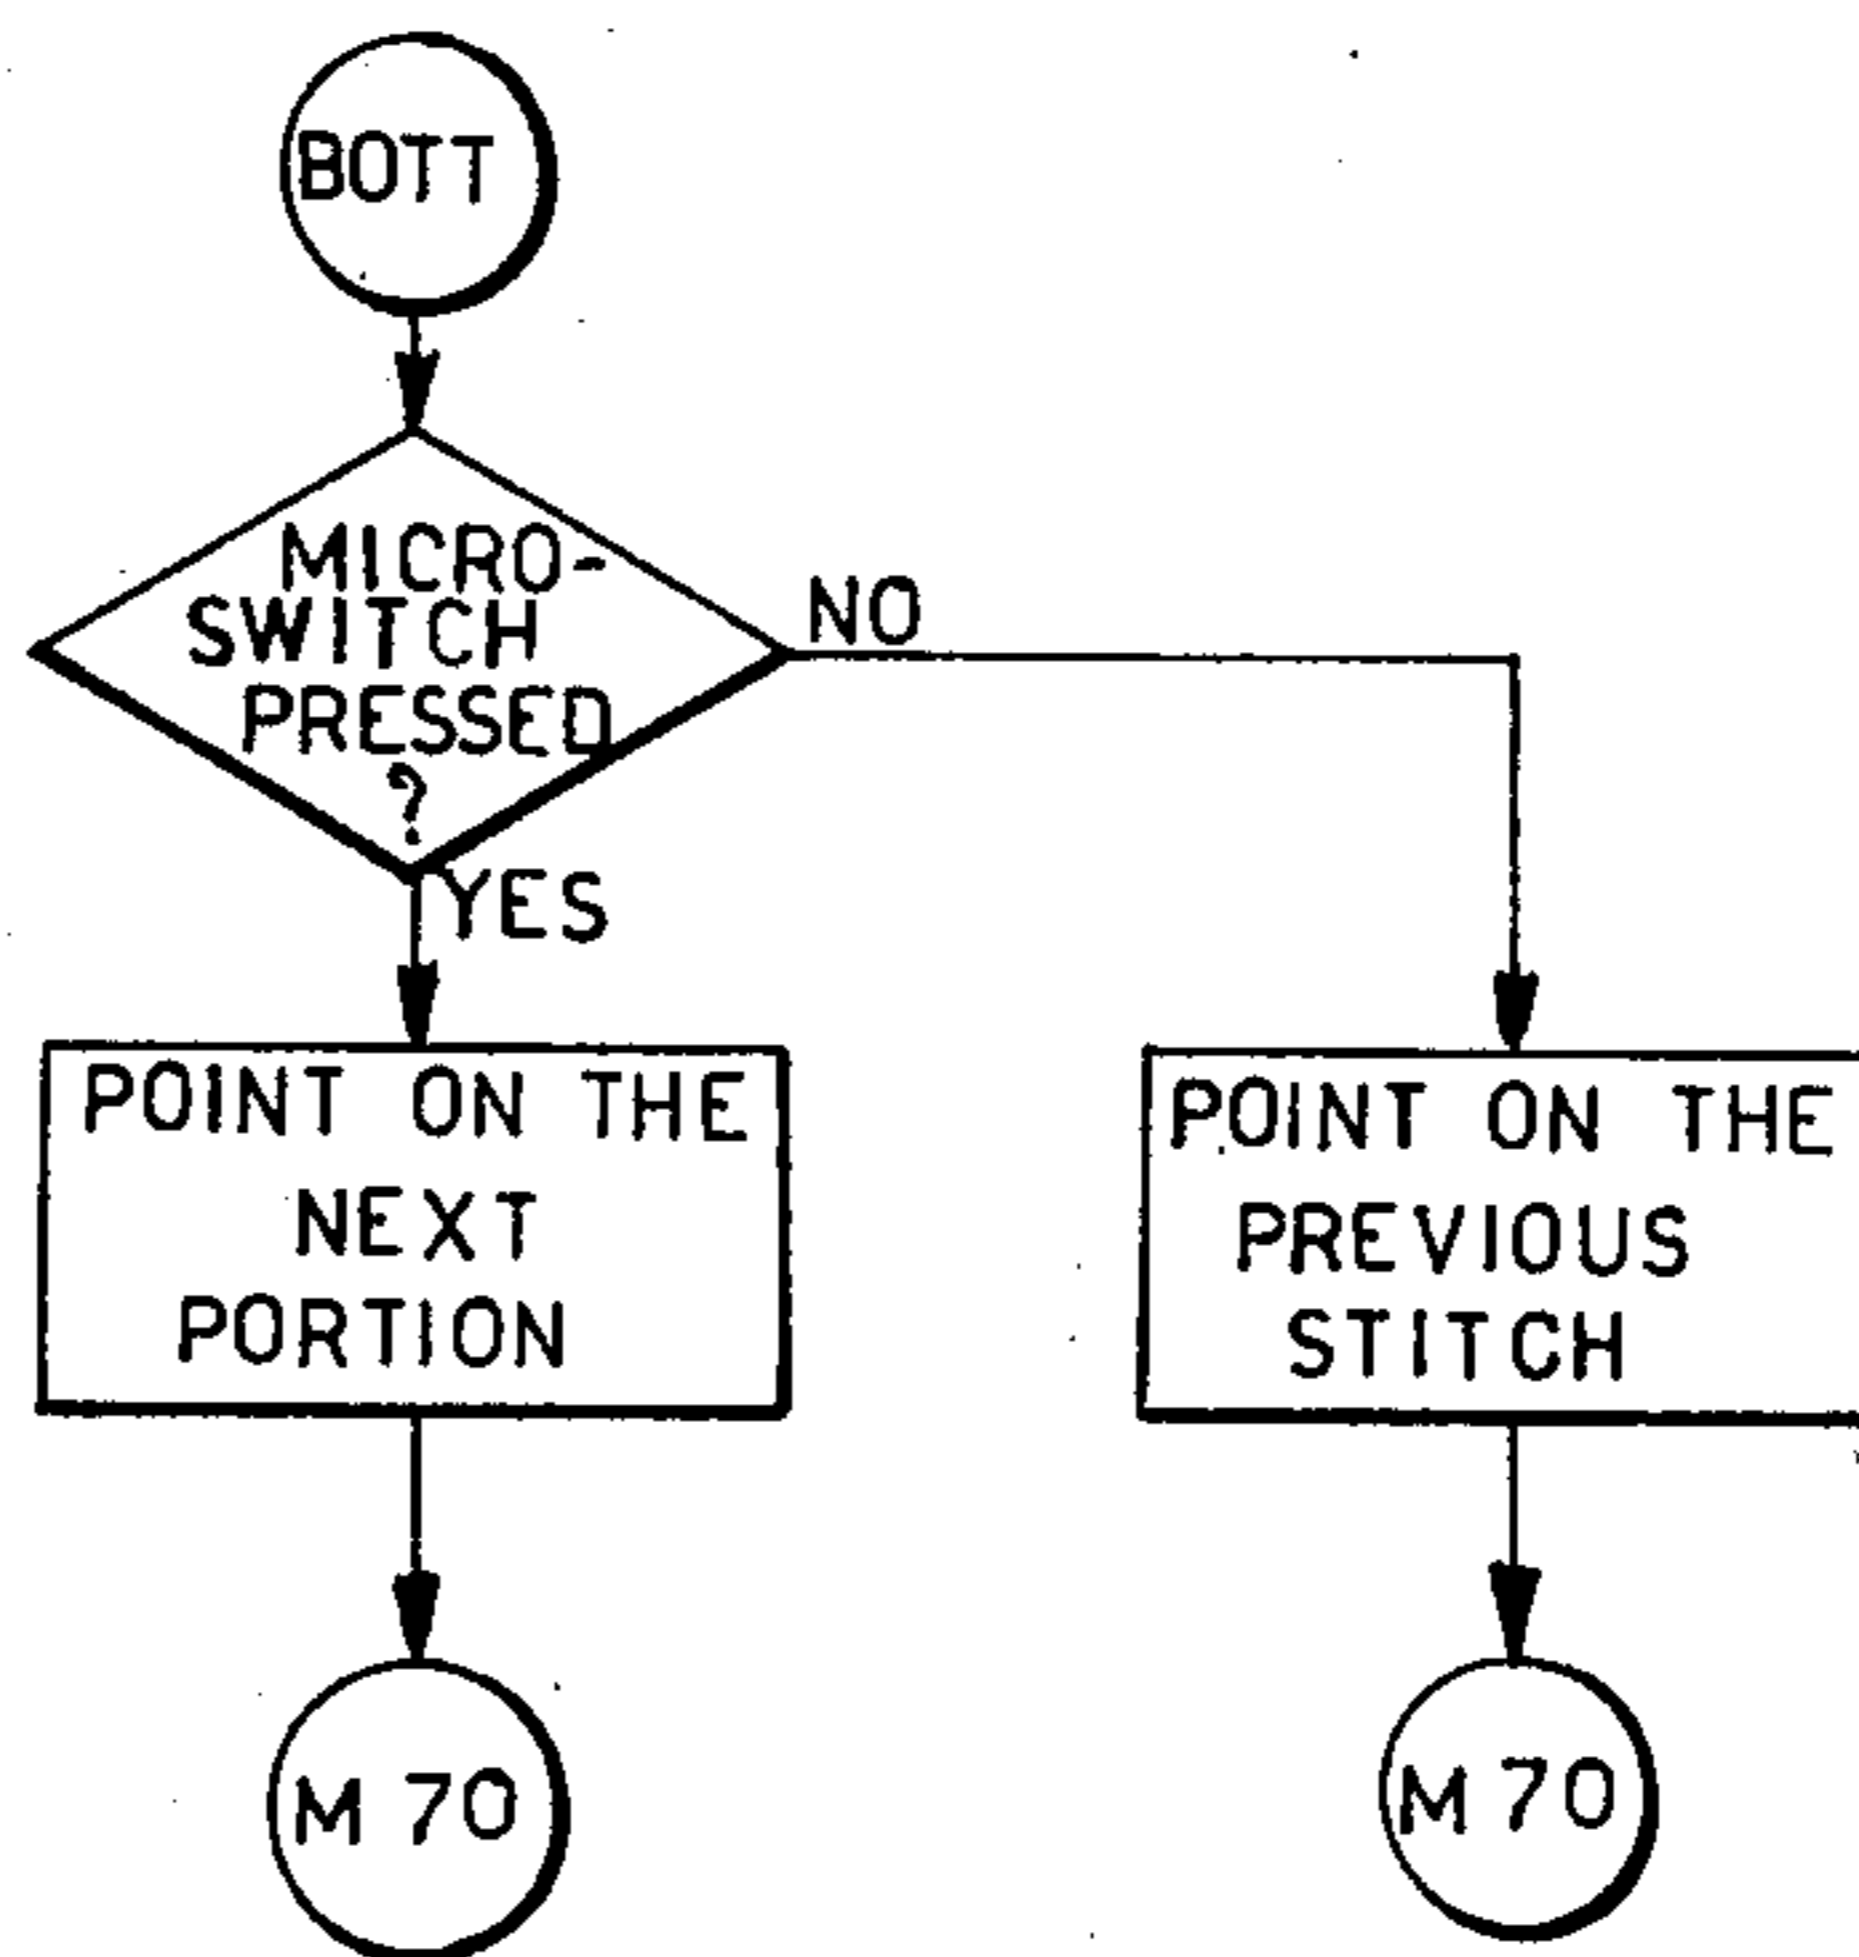 BOTT
MICRO-
SWITCH
PRESSED
?
NO
YES
POINT ON THE
NEXT
PORTION
POINT ON THE
PREVIOUS
STITCH
M 70
M 70